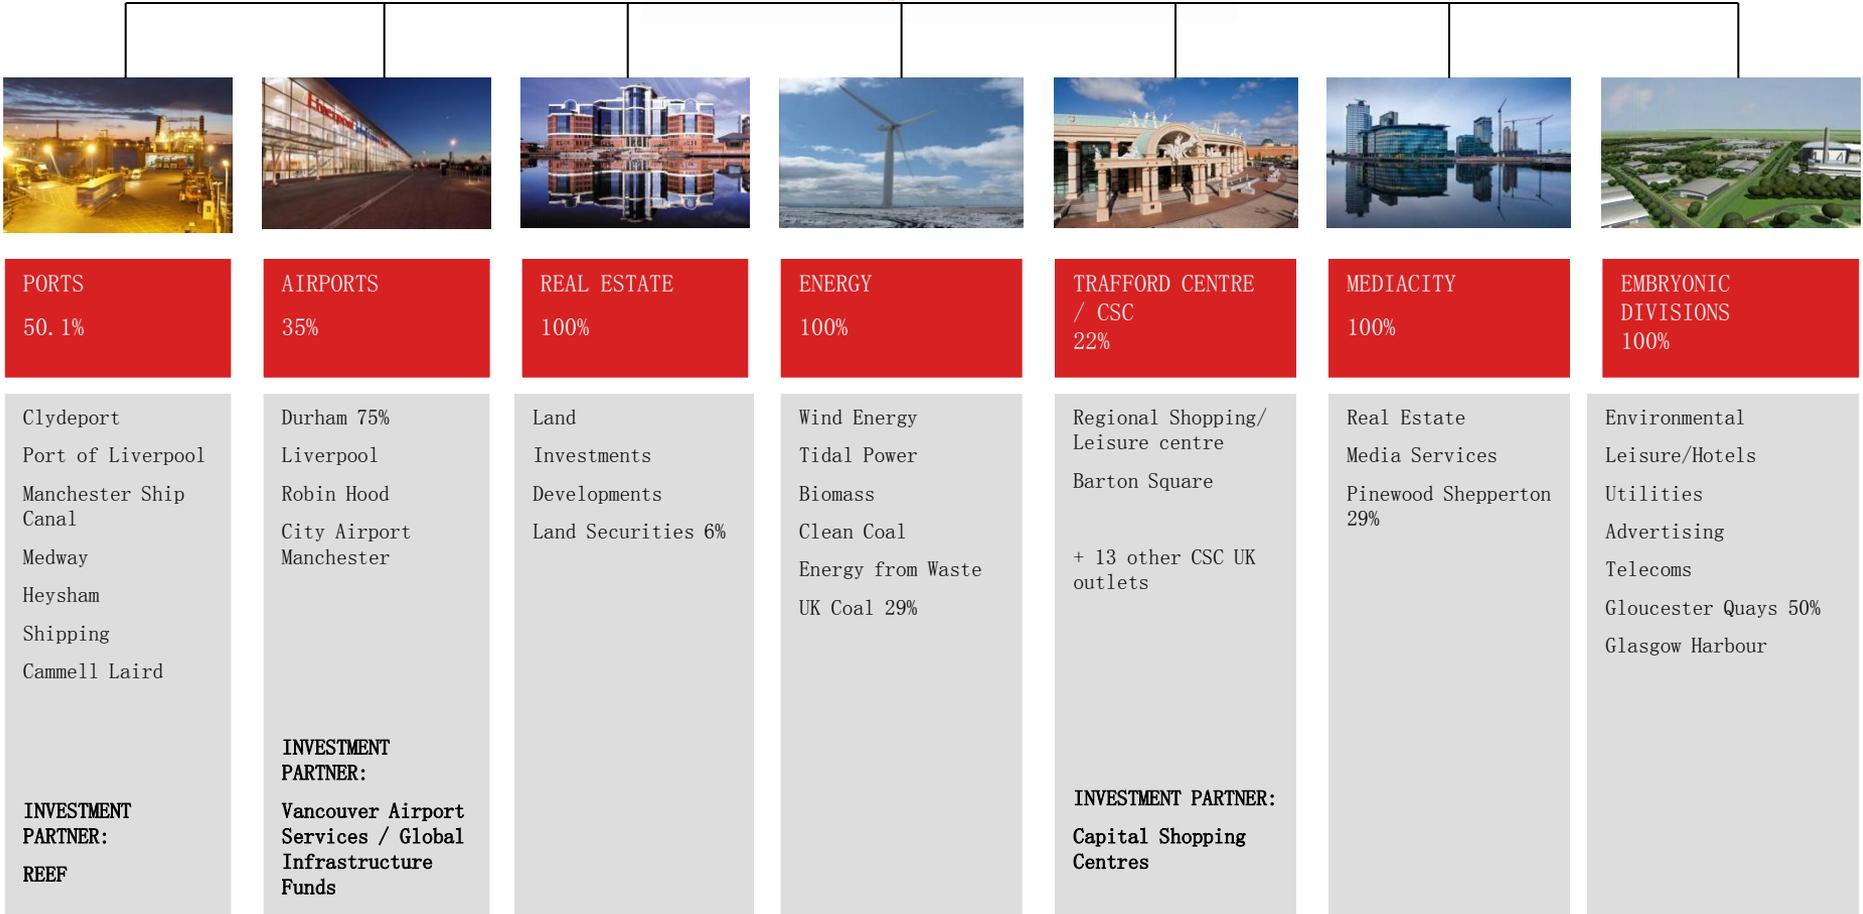 PORTS
50.1%
AIRPORTS
35%
REAL ESTATE
100%
ENERGY
100%
TRAFFORD CENTRE
/ CSC
22%
MEDIACITY
100%
EMBRYONIC
DIVISIONS
100%
Clydeport
Port of Liverpool
Manchester Ship
Canal
Medway
Heysham
Shipping
Cammell Laird
INVESTMENT
PARTNER:
REEF
Durham 75%
Liverpool
Robin Hood
City Airport
Manchester
INVESTMENT
PARTNER:
Vancouver Airport
Services / Global
Infrastructure
Funds
Land
Investments
Developments
Land Securities 6%
Wind Energy
Tidal Power
Biomass
Clean Coal
Energy from Waste
UK Coal 29%
Regional Shopping/
Leisure centre
Barton Square
+ 13 other CSC UK
outlets
INVESTMENT PARTNER:
Capital Shopping
Centres
Real Estate
Media Services
Pinewood Shepperton
29%
Environmental
Leisure/Hotels
Utilities
Advertising
Telecoms
Gloucester Quays 50%
Glasgow Harbour